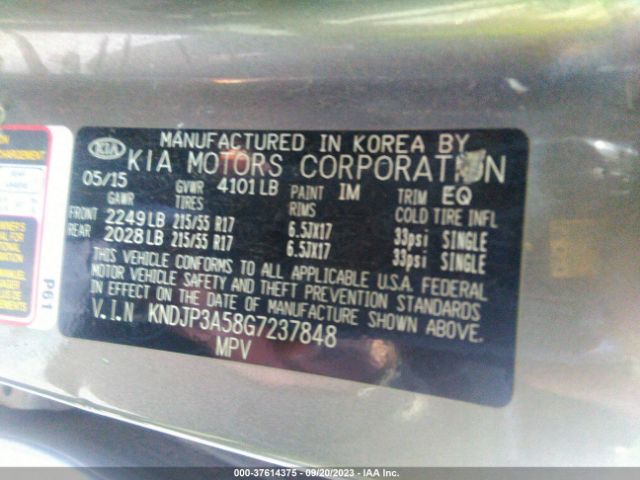 MANUFACTURED IN KOREA BY
KIA KIA MOTORS CORPORATION
05/15 GVWR 4101 LB PAINT IM TRIM EQ
GAWR TIRES RIMS COLD TIRE INFL
FRONT 2249 LB 215/55 R17 6.5JX17 33psi SINGLE
REAR 2028 LB 215/55 R17 6.5JX17 33psi SINGLE
THIS VEHICLE CONFORMS TO ALL APPLICABLE U.S.A. FEDERAL
MOTOR VEHICLE SAFETY AND THEFT PREVENTION STANDARDS
IN EFFECT ON THE DATE OF MANUFACTURE SHOWN ABOVE.
V.I.N KNDJP3A58G7237848
MPV
P61
000-37614375 - 09/20/2023 - IAA Inc.